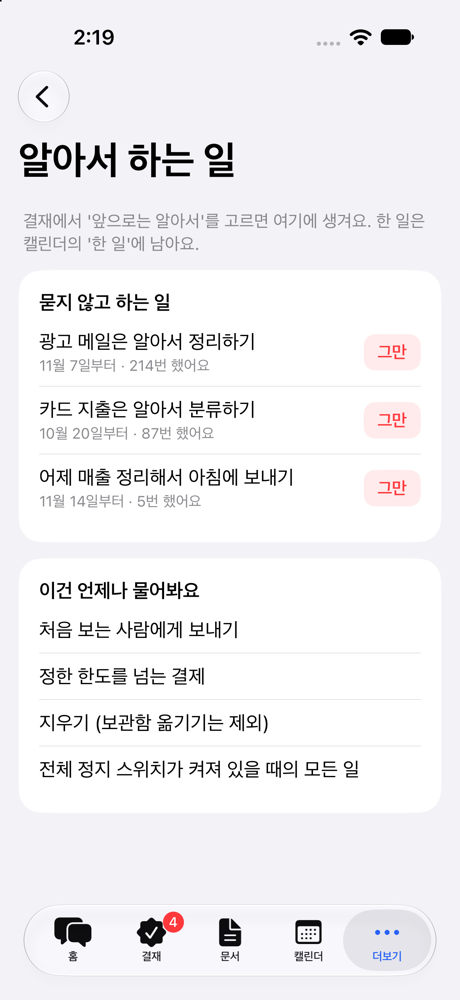 2:19
알아서 하는 일
결재에서 '앞으로는 알아서'를 고르면 여기에 생겨요. 한 일은
캘린더의 '한 일'에 남아요.
묻지 않고 하는 일
광고 메일은 알아서 정리하기
11월 7일부터 · 214번 했어요
그만
카드 지출은 알아서 분류하기
10월 20일부터 · 87번 했어요
그만
어제 매출 정리해서 아침에 보내기
11월 14일부터 · 5번 했어요
그만
이건 언제나 물어봐요
처음 보는 사람에게 보내기
정한 한도를 넘는 결제
지우기 (보관함 옮기기는 제외)
전체 정지 스위치가 켜져 있을 때의 모든 일
4
홈
결재
문서
캘린더
더보기